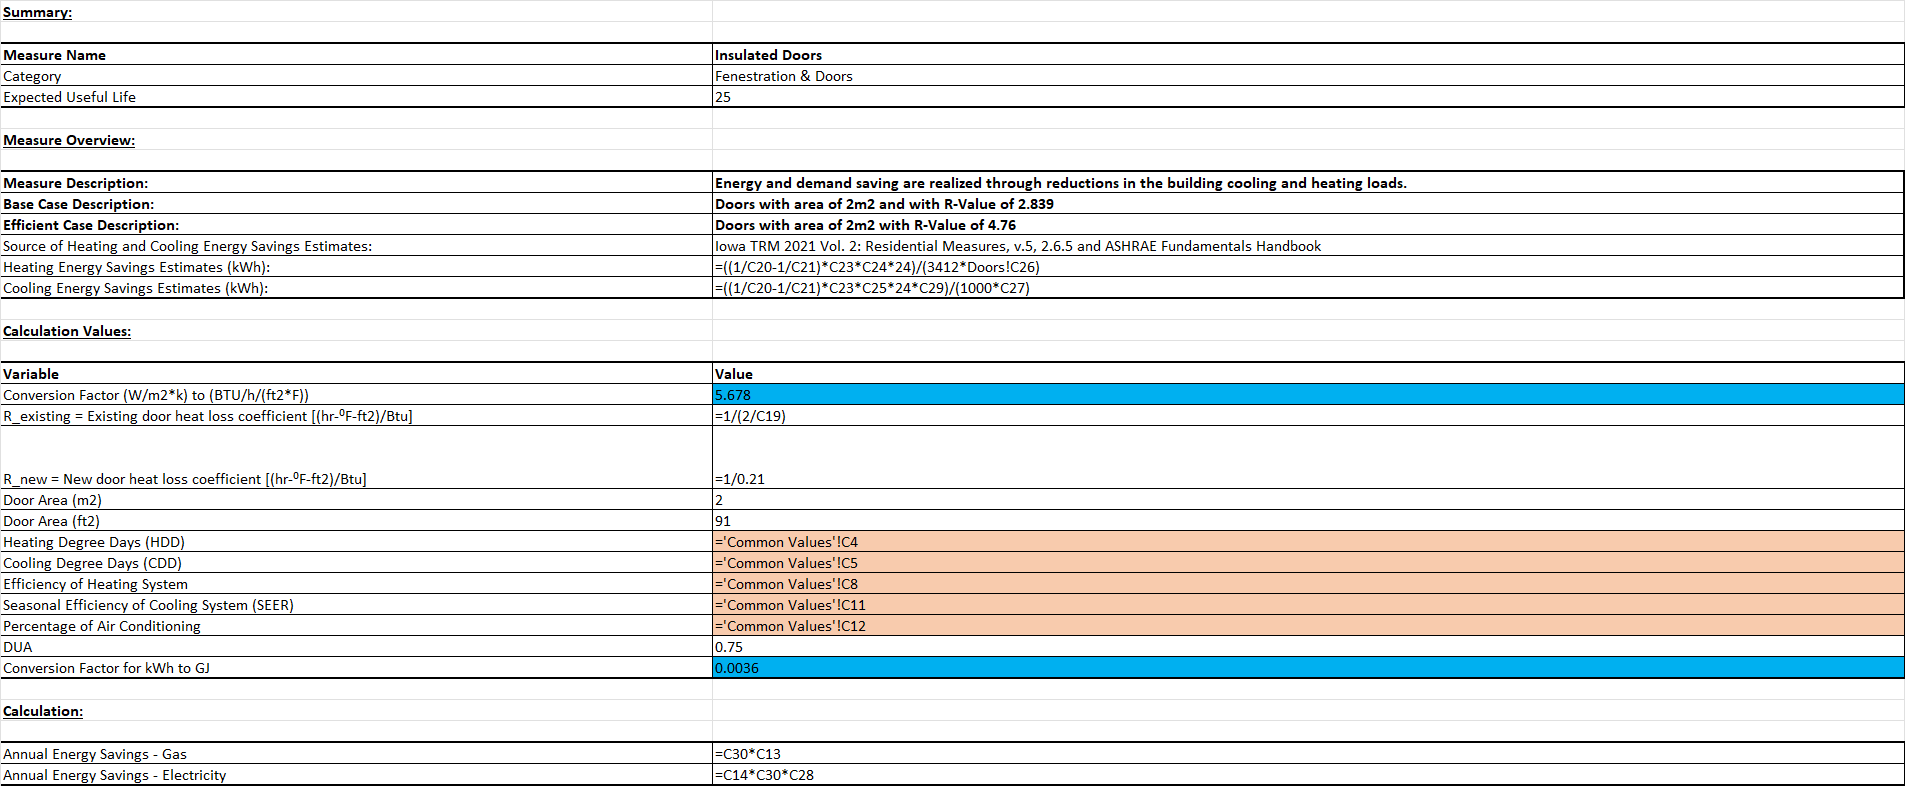 Summary:
Measure Name Insulated Doors
Category Fenestration & Doors
Expected Useful Life 25
Measure Overview:
Measure Description: Energy and demand saving are realized through reductions in the building cooling and heating loads.
Base Case Description: Doors with area of 2m2 and with R-Value of 2.839
Efficient Case Description: Doors with area of 2m2 with R-Value of 4.76
Source of Heating and Cooling Energy Savings Estimates: Iowa TRM 2021 Vol. 2: Residential Measures, v.5, 2.6.5 and ASHRAE Fundamentals Handbook
Heating Energy Savings Estimates (kWh): =((1/C20-1/C21)*C23*C24*24)/(3412*Doors!C26)
Cooling Energy Savings Estimates (kWh): =((1/C20-1/C21)*C23*C25*24*C29)/(1000*C27)
Calculation Values:
Variable Value
Conversion Factor (W/m2*k) to (BTU/h/(ft2*F)) 5.678
R_existing = Existing door heat loss coefficient [(hr-⁰F-ft2)/Btu] =1/(2/C19)
R_new = New door heat loss coefficient [(hr-⁰F-ft2)/Btu] =1/0.21
Door Area (m2) 2
Door Area (ft2) 91
Heating Degree Days (HDD) ='Common Values'!C4
Cooling Degree Days (CDD) ='Common Values'!C5
Efficiency of Heating System ='Common Values'!C8
Seasonal Efficiency of Cooling System (SEER) ='Common Values'!C11
Percentage of Air Conditioning ='Common Values'!C12
DUA 0.75
Conversion Factor for kWh to GJ 0.0036
Calculation:
Annual Energy Savings - Gas =C30*C13
Annual Energy Savings - Electricity =C14*C30*C28